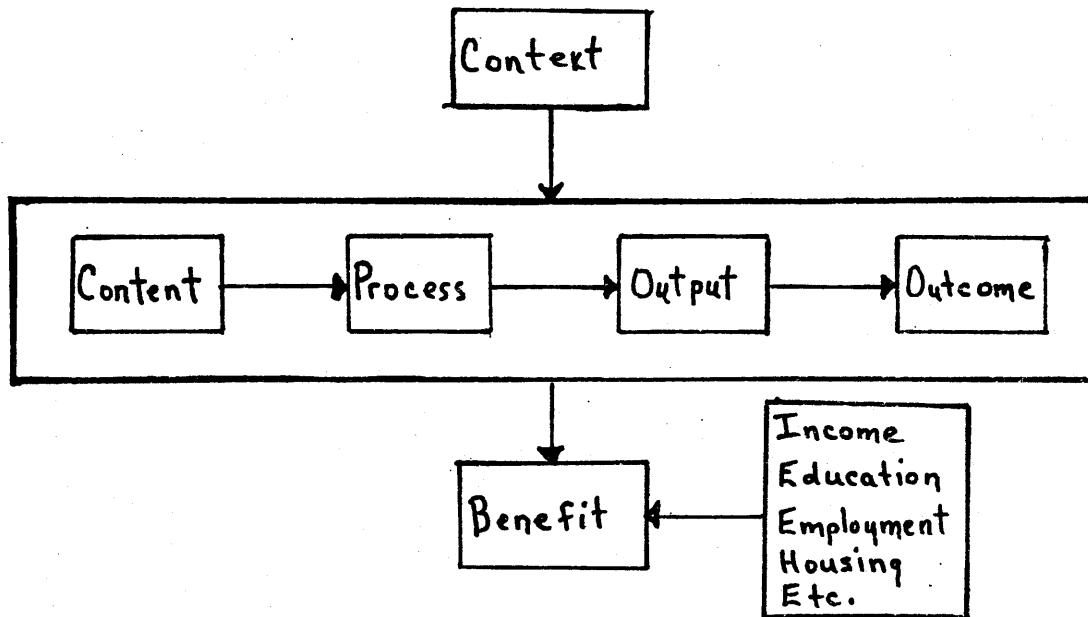 Context
Content
Process
Output
Outcome
Benefit
Income
Education
Employment
Housing
Etc.